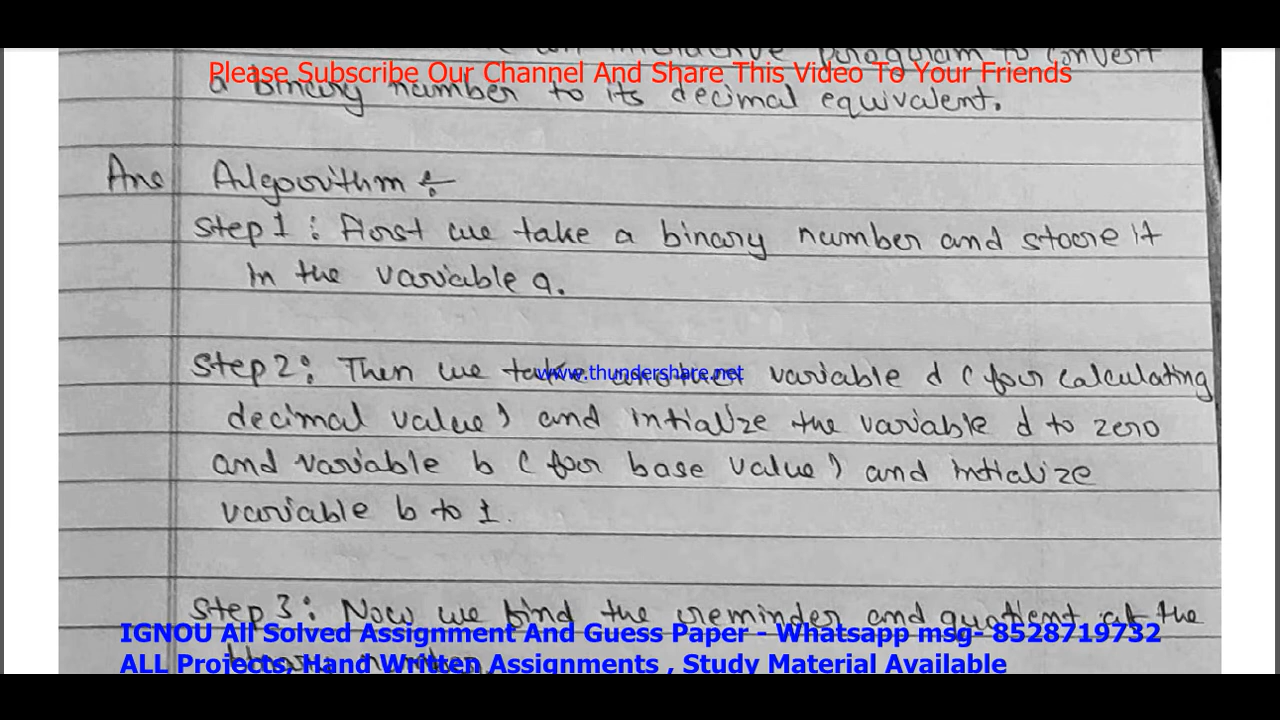 program to convert
Please Subscribe Our Channel And Share This Video To Your Friends
a binary number to its decimal equivalent.
Ans Algorithm :-
Step 1 : First we take a binary number and store it
in the variable a.
Step 2 : Then we take another variable d ( for calculating
www.thundershare.net
decimal value ) and intialize the variable d to zero
and variable b ( for base value ) and intialize
variable b to 1.
Step 3 : Now we find the reminder and quotient of the
IGNOU All Solved Assignment And Guess Paper - Whatsapp msg- 8528719732
ALL Projects, Hand Written Assignments , Study Material Available